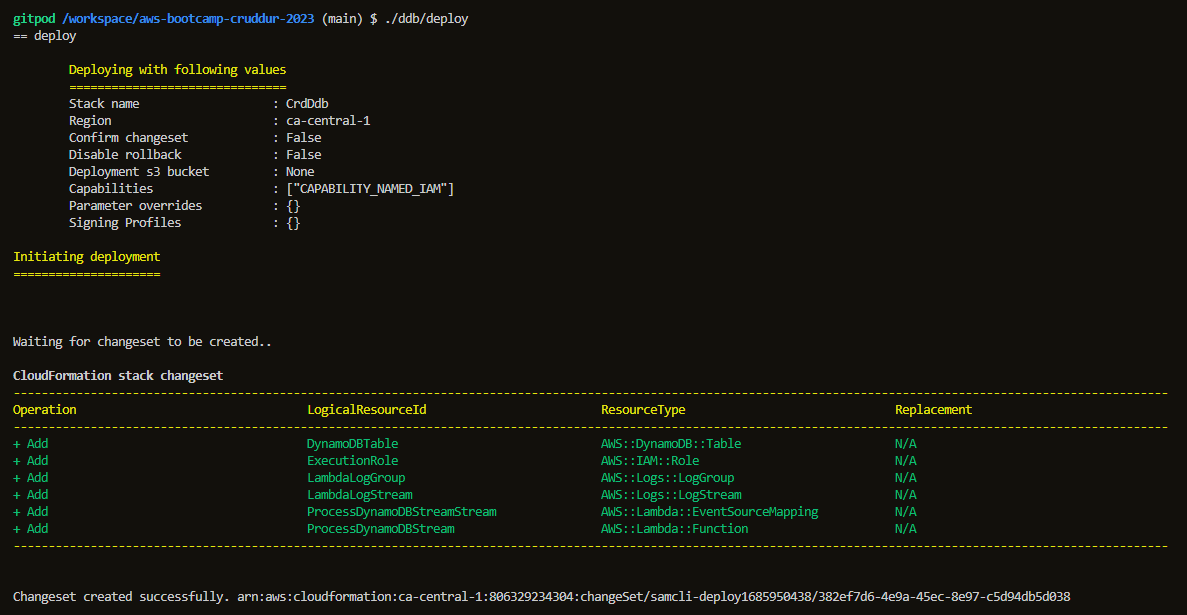 gitpod /workspace/aws-bootcamp-cruddur-2023 (main) $ ./ddb/deploy
== deploy
Deploying with following values
===============================
Stack name : CrdDdb
Region : ca-central-1
Confirm changeset : False
Disable rollback : False
Deployment s3 bucket : None
Capabilities : ["CAPABILITY_NAMED_IAM"]
Parameter overrides : {}
Signing Profiles : {}
Initiating deployment
=====================
Waiting for changeset to be created..
CloudFormation stack changeset
Operation LogicalResourceId ResourceType Replacement
+ Add DynamoDBTable AWS::DynamoDB::Table N/A
+ Add ExecutionRole AWS::IAM::Role N/A
+ Add LambdaLogGroup AWS::Logs::LogGroup N/A
+ Add LambdaLogStream AWS::Logs::LogStream N/A
+ Add ProcessDynamoDBStreamStream AWS::Lambda::EventSourceMapping N/A
+ Add ProcessDynamoDBStream AWS::Lambda::Function N/A
Changeset created successfully. arn:aws:cloudformation:ca-central-1:806329234304:changeSet/samcli-deploy1685950438/382ef7d6-4e9a-45ec-8e97-c5d94db5d038